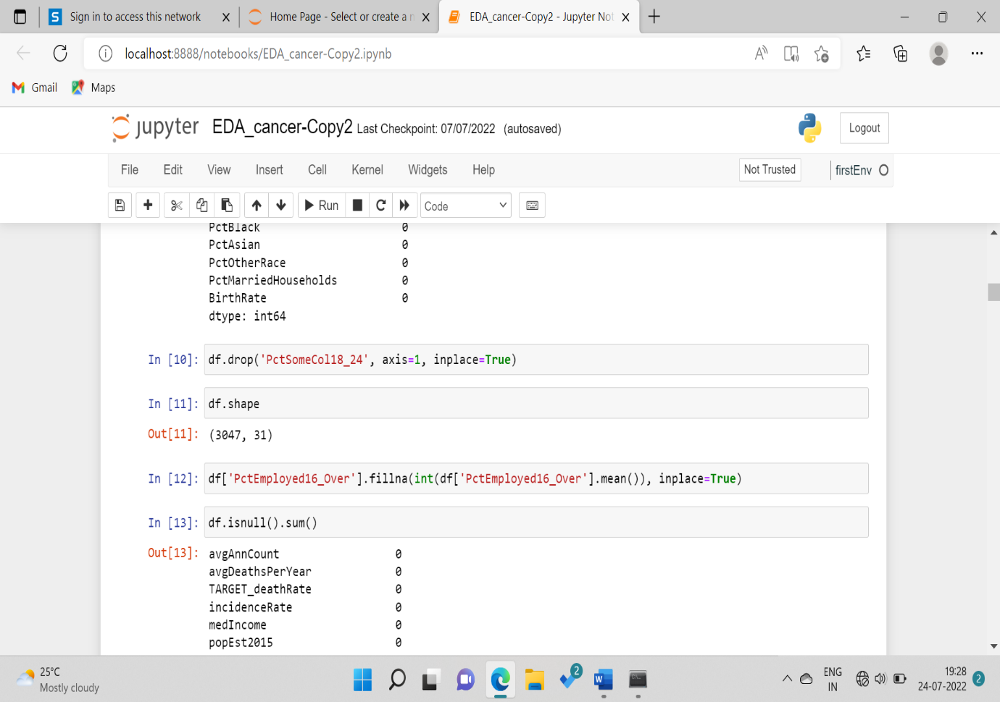 Sign in to access this network
Home Page - Select or create a n
EDA_cancer-Copy2 - Jupyter Not
localhost:8888/notebooks/EDA_cancer-Copy2.ipynb
Gmail
Maps
jupyter EDA_cancer-Copy2 Last Checkpoint: 07/07/2022 (autosaved)
Logout
File Edit View Insert Cell Kernel Widgets Help
Not Trusted
firstEnv
Run
Code
PctBlack 0
PctAsian 0
PctOtherRace 0
PctMarriedHouseholds 0
BirthRate 0
dtype: int64
In [10]: df.drop('PctSomeCol18_24', axis=1, inplace=True)
In [11]: df.shape
Out[11]: (3047, 31)
In [12]: df['PctEmployed16_Over'].fillna(int(df['PctEmployed16_Over'].mean()), inplace=True)
In [13]: df.isnull().sum()
Out[13]: avgAnnCount 0
avgDeathsPerYear 0
TARGET_deathRate 0
incidenceRate 0
medIncome 0
popEst2015 0
25°C
Mostly cloudy
2
ENG
IN
19:28
24-07-2022
2